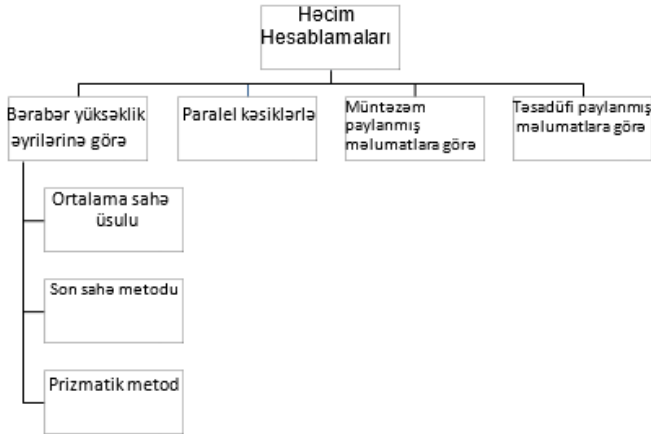 Həcim
Hesablamaları
Bərabər yüksəklik
əyrilərinə görə
Paralel kəsiklərlə
Müntəzəm
paylanmış
məlumatlara görə
Təsadüfi paylanmış
məlumatlara görə
Ortalama sahə
üsulu
Son sahə metodu
Prizmatik metod